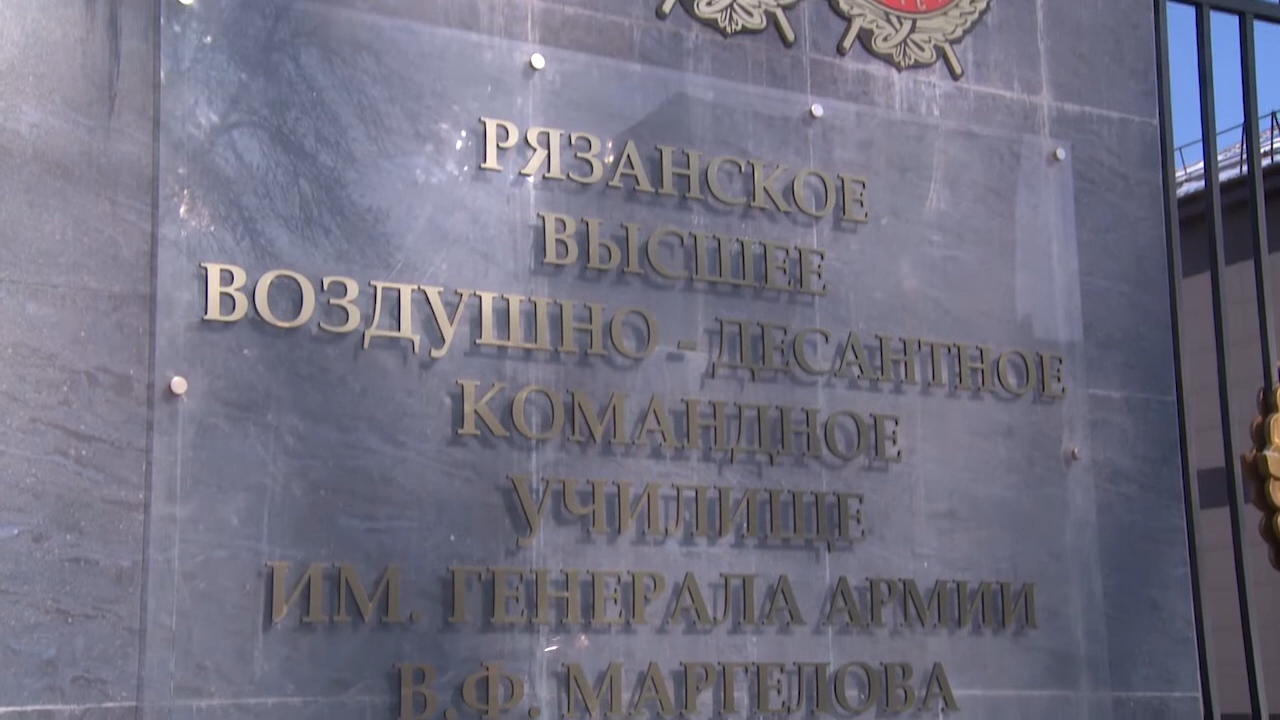 РЯЗАНСКОЕ
ВЫСШЕЕ
ВОЗДУШНО - ДЕСАНТНОЕ
КОМАНДНОЕ
УЧИЛИЩЕ
ИМ. ГЕНЕРАЛА АРМИИ
В.Ф. МАРГЕЛОВА